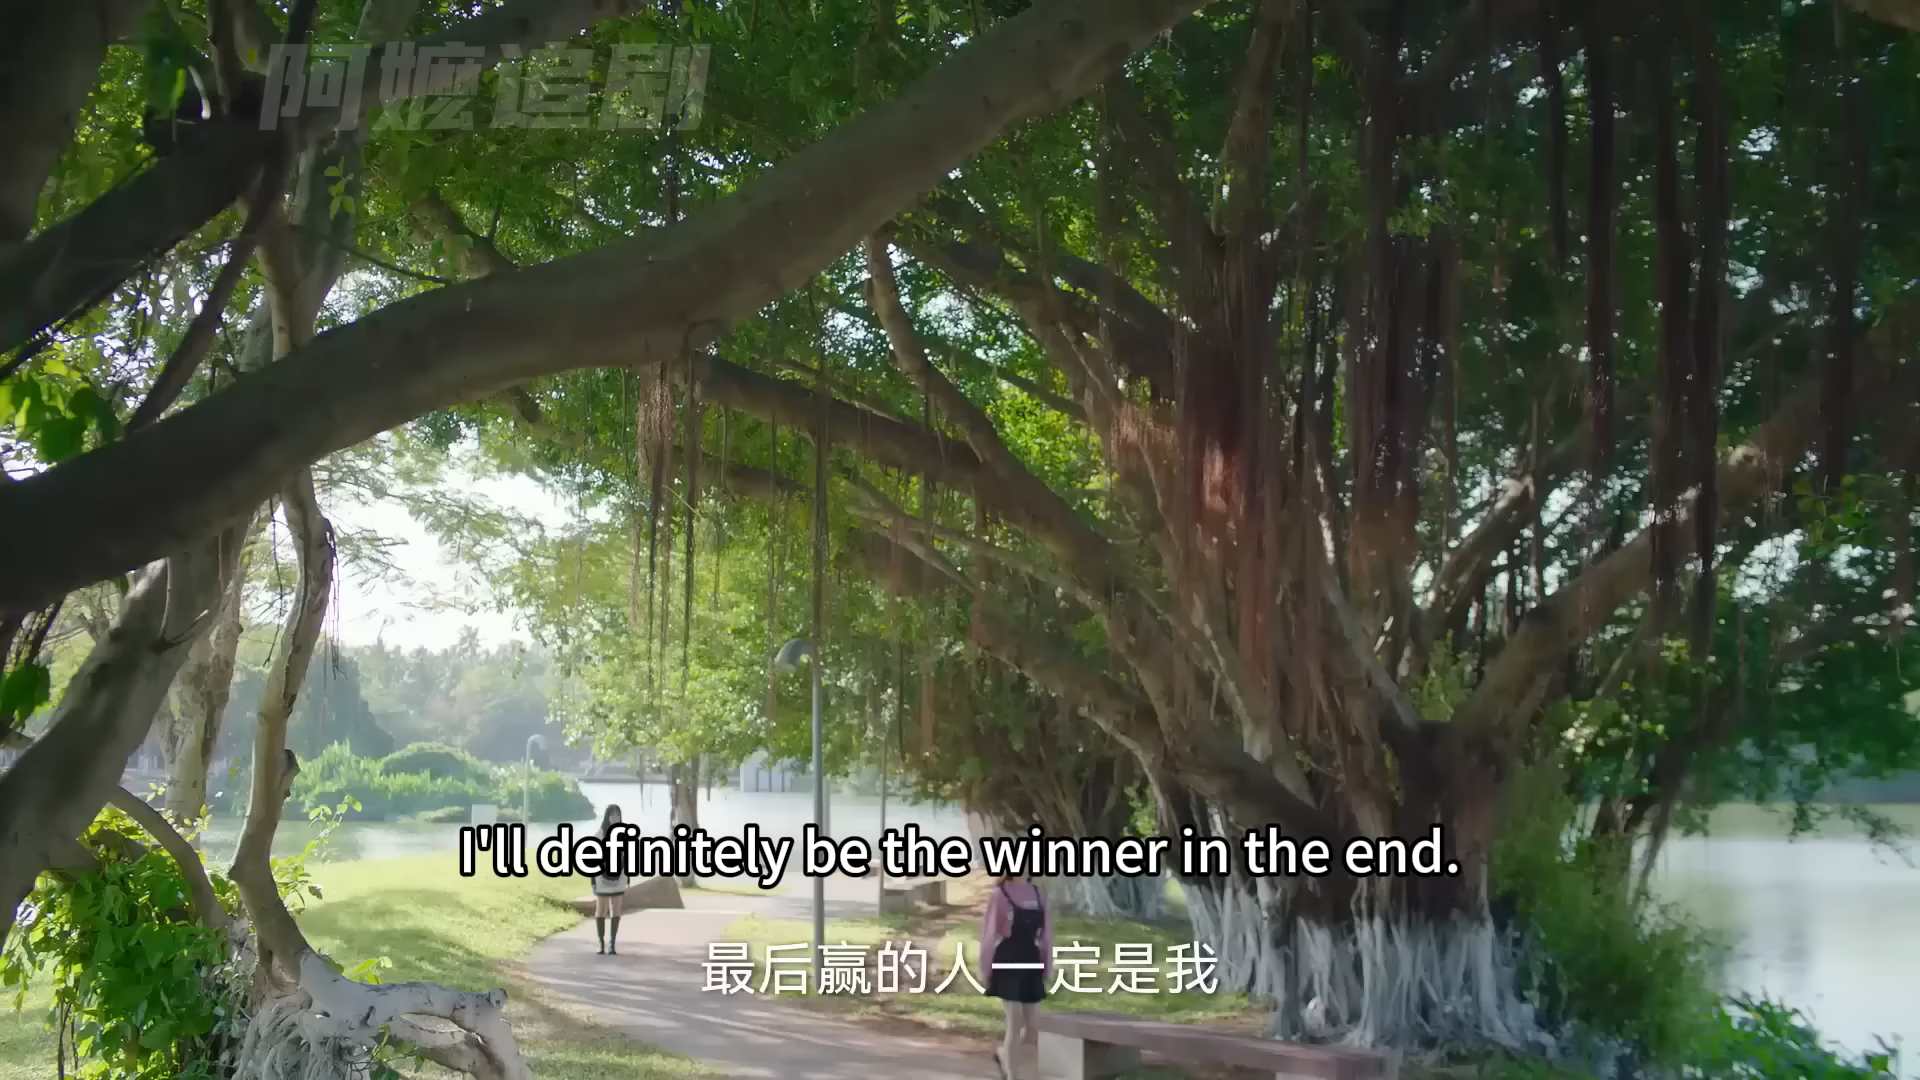 阿嬷追剧
I'll definitely be the winner in the end.
最后赢的人一定是我